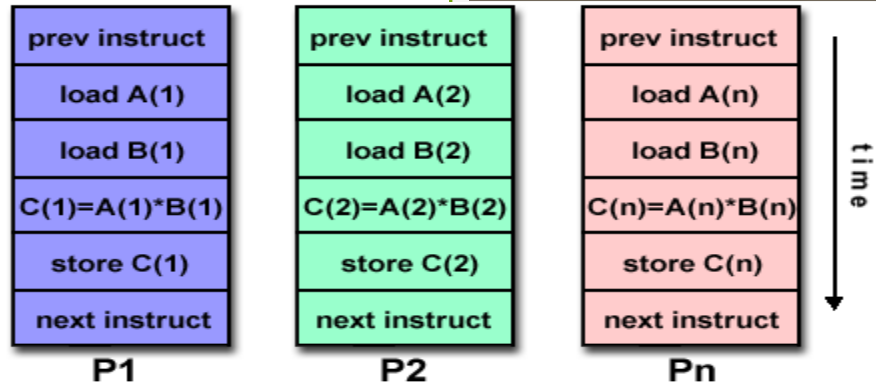 prev instruct
load A(1)
load B(1)
C(1)=A(1)*B(1)
store C(1)
next instruct
P1
prev instruct
load A(2)
load B(2)
C(2)=A(2)*B(2)
store C(2)
next instruct
P2
prev instruct
load A(n)
load B(n)
C(n)=A(n)*B(n)
store C(n)
next instruct
Pn
time